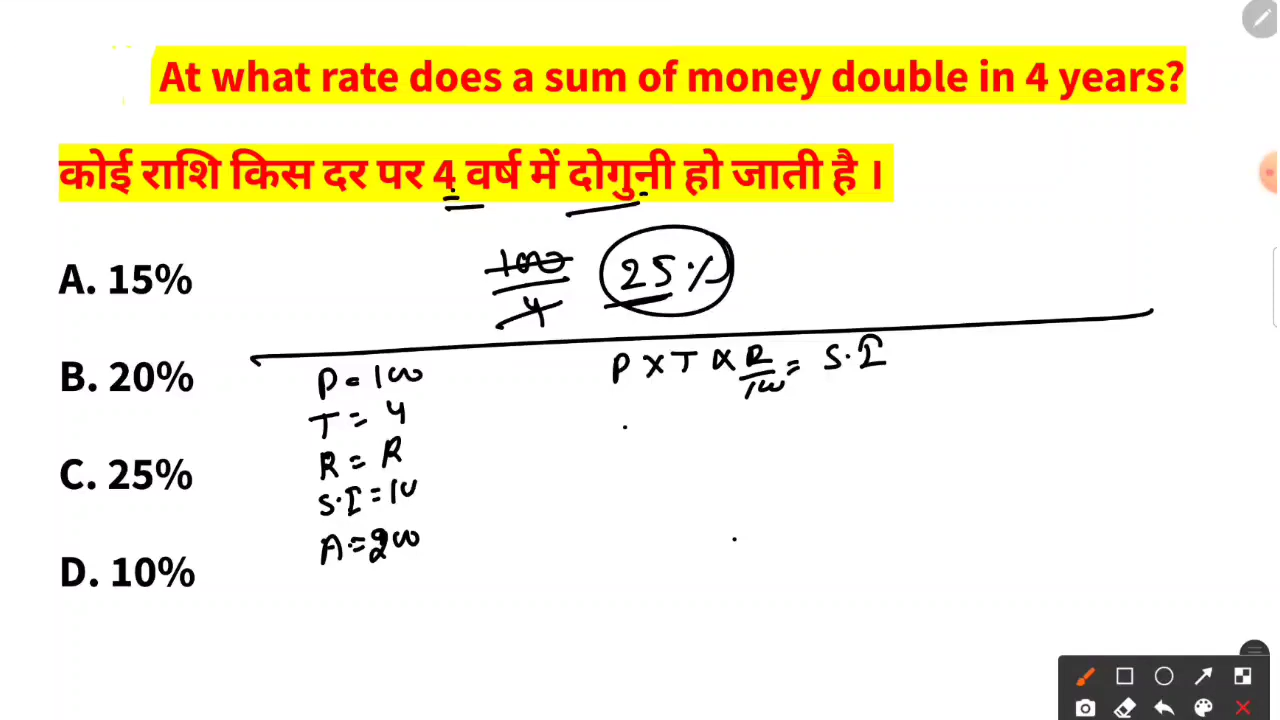 At what rate does a sum of money double in 4 years?
कोई राशि किस दर पर 4 वर्ष में दोगुनी हो जाती है ।
A. 15%
100
4
25%
B. 20%
P = 100
P × T × R/100 = S.I
T = 4
R = R
C. 25%
S.I = 10
A = 200
D. 10%